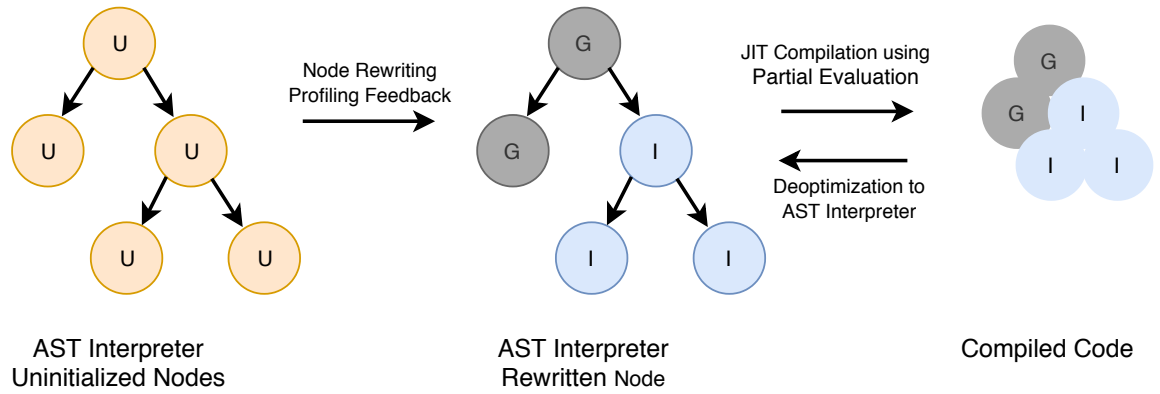 U
U
U
U
U
Node Rewriting
Profiling Feedback
G
G
I
I
I
JIT Compilation using
Partial Evaluation
Deoptimization to
AST Interpreter
G
G
I
I
I
AST Interpreter
Uninitialized Nodes
AST Interpreter
Rewritten Node
Compiled Code